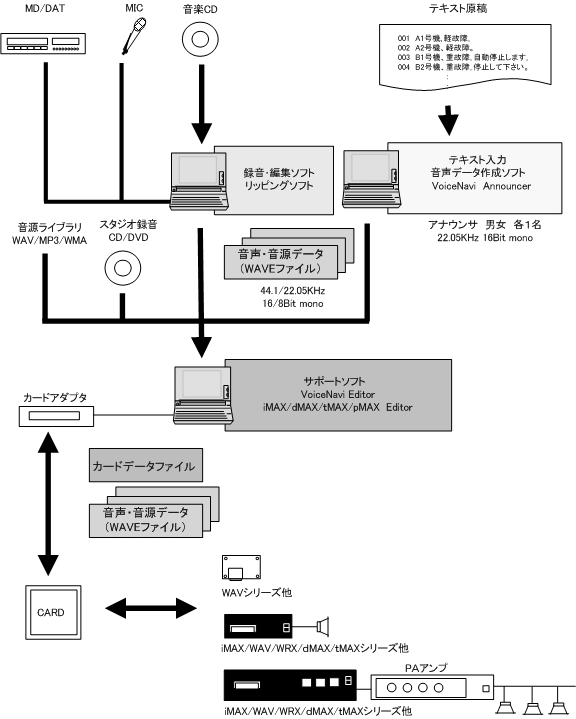 MD/DAT
MIC
音楽CD
テキスト原稿
001 A1号機、軽故障。
002 A2号機、軽故障。
003 B1号機、重故障。自動停止します。
004 B2号機、重故障。停止して下さい。
録音・編集ソフト
リッピングソフト
テキスト入力
音声データ作成ソフト
VoiceNavi Announcer
アナウンサ 男女 各1名
22.05KHz 16Bit mono
音源ライブラリ
WAV/MP3/WMA
スタジオ録音
CD/DVD
音声・音源データ
(WAVEファイル)
44.1/22.05KHz
16/8Bit mono
サポートソフト
VoiceNavi Editor
iMAX/dMAX/tMAX/pMAX Editor
カードアダプタ
カードデータファイル
音声・音源データ
(WAVEファイル)
CARD
WAVシリーズ他
iMAX/WAV/WRX/dMAX/tMAXシリーズ他
PAアンプ
iMAX/WAV/WRX/dMAX/tMAXシリーズ他